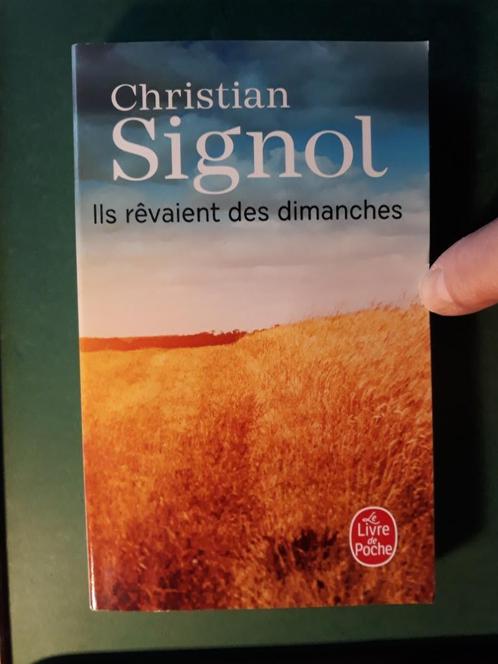 Christian
Signol
Ils rêvaient des dimanches
Le
Livre
de
Poche